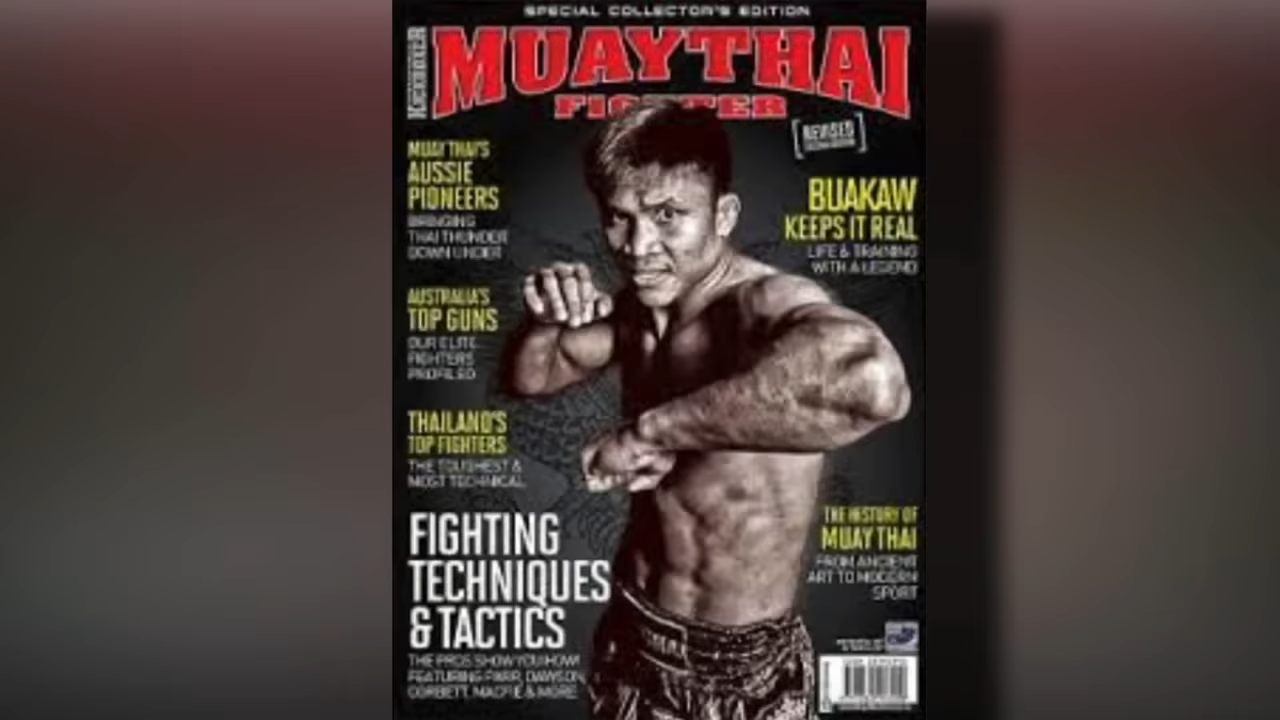 SPECIAL COLLECTOR'S EDITION
KICKBOXER
MUAY THAI
FIGHTER
REVISED
MUAY THAI'S
AUSSIE
PIONEERS
BRINGING
THAI THUNDER
DOWN UNDER
BUAKAW
KEEPS IT REAL
LIFE & TRAINING
WITH A LEGEND
AUSTRALIA'S
TOP GUNS
OUR ELITE
FIGHTERS
PROFILED
THAILAND'S
TOP FIGHTERS
THE TOUGHEST &
MOST TECHNICAL
FIGHTING
TECHNIQUES
& TACTICS
THE PROS SHOW YOU HOW!
FEATURING PARR, DAWSON,
CORBETT, MACFIE & MORE
THE HISTORY OF
MUAY THAI
FROM ANCIENT
ART TO MODERN
SPORT